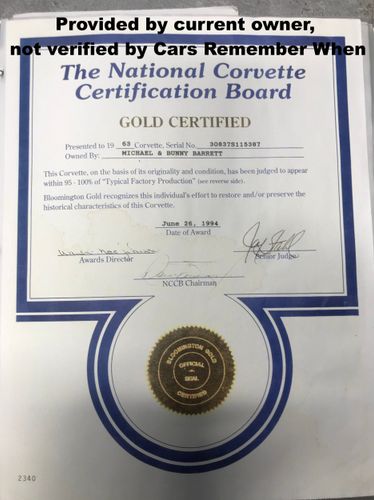 Provided by current owner,
not verified by Cars Remember When
The National Corvette
Certification Board
GOLD CERTIFIED
Presented to 19 63 Corvette, Serial No. 30837S115387
Owned By: MICHAEL & BUNNY BARRETT
This Corvette, on the basis of its originality and condition, has been judged to appear
within 95 - 100% of "Typical Factory Production" (see reverse side).
Bloomington Gold recognizes this individual's effort to restore and/or preserve the
historical characteristics of this Corvette.
June 26, 1994
Date of Award
Awards Director
Senior Judge
NCCB Chairman
BLOOMINGTON GOLD
OFFICIAL
SEAL
CERTIFIED
2340